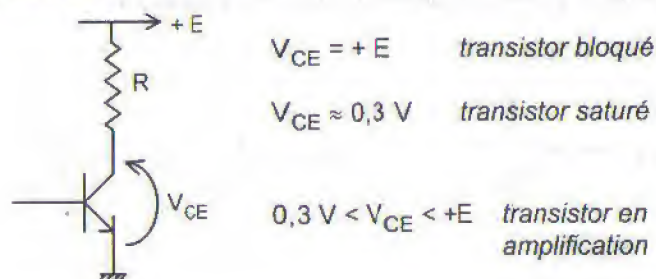 + E
R
V_CE
V_CE = + E transistor bloqué
V_CE ≈ 0,3 V transistor saturé
0,3 V < V_CE < +E transistor en
amplification